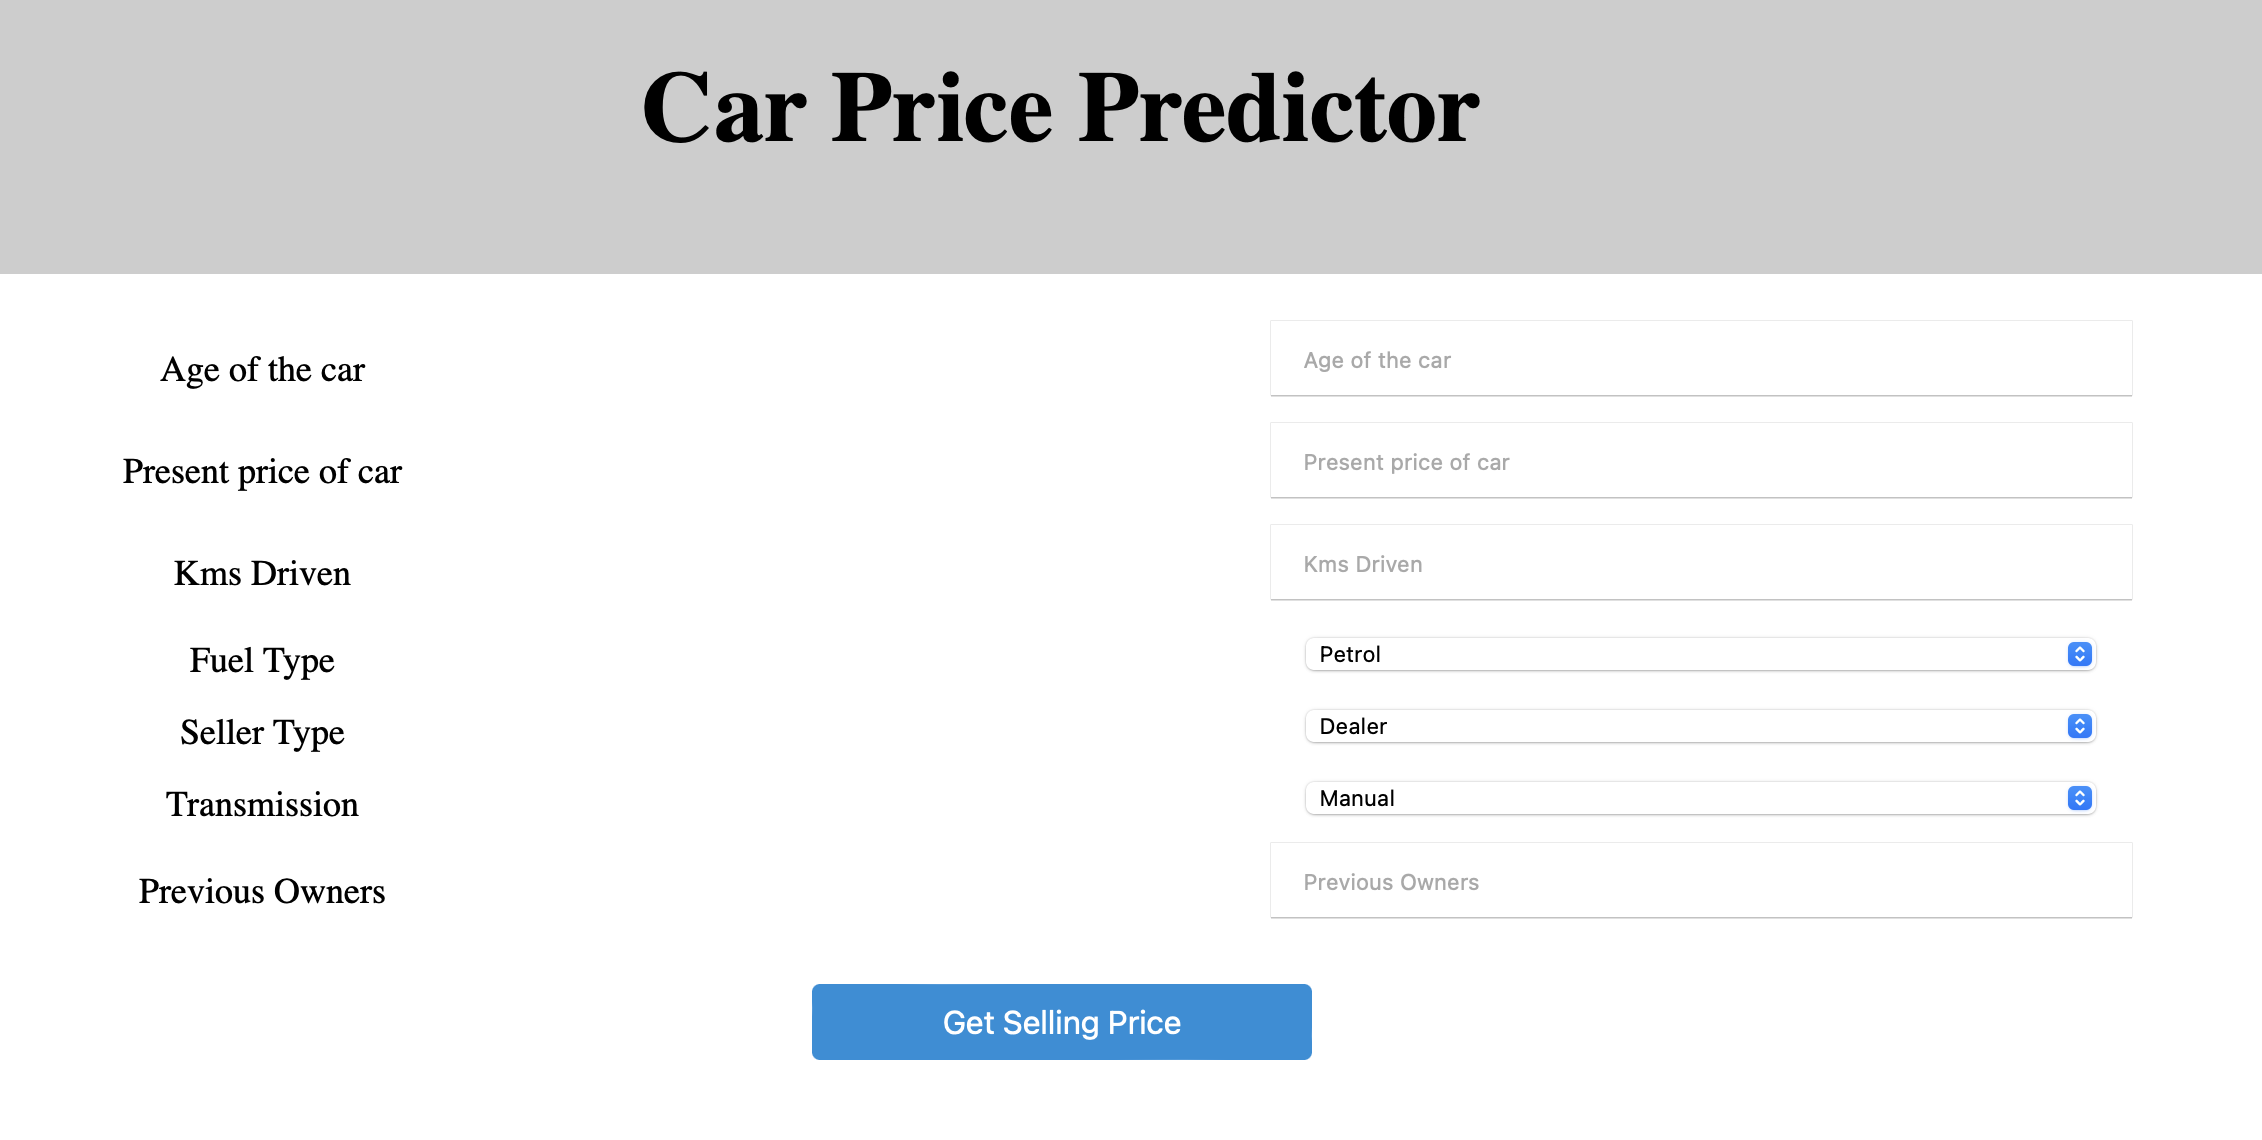 Car Price Predictor
Age of the car
Age of the car
Present price of car
Present price of car
Kms Driven
Kms Driven
Fuel Type
Petrol
Seller Type
Dealer
Transmission
Manual
Previous Owners
Previous Owners
Get Selling Price